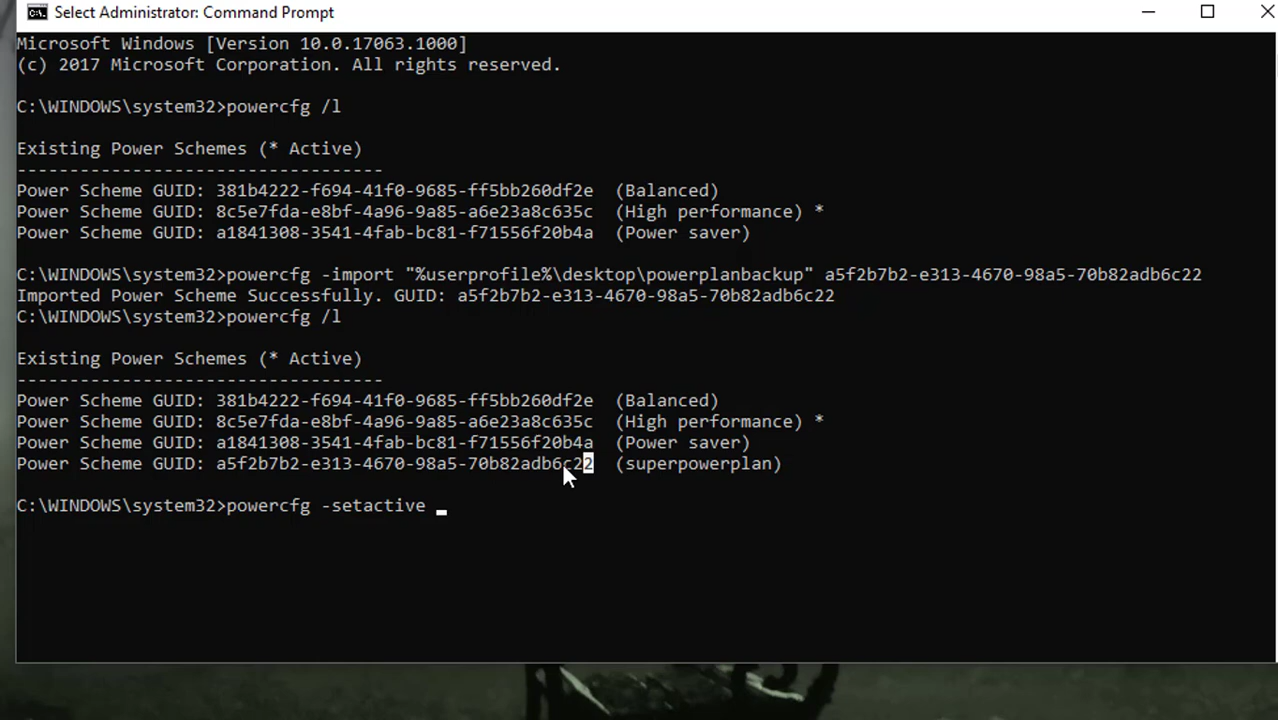 Select Administrator: Command Prompt
Microsoft Windows [Version 10.0.17063.1000]
(c) 2017 Microsoft Corporation. All rights reserved.
C:\WINDOWS\system32>powercfg /l
Existing Power Schemes (* Active)
-----------------------------------
Power Scheme GUID: 381b4222-f694-41f0-9685-ff5bb260df2e  (Balanced)
Power Scheme GUID: 8c5e7fda-e8bf-4a96-9a85-a6e23a8c635c  (High performance) *
Power Scheme GUID: a1841308-3541-4fab-bc81-f71556f20b4a  (Power saver)
C:\WINDOWS\system32>powercfg -import "%userprofile%\desktop\powerplanbackup" a5f2b7b2-e313-4670-98a5-70b82adb6c22
Imported Power Scheme Successfully. GUID: a5f2b7b2-e313-4670-98a5-70b82adb6c22
C:\WINDOWS\system32>powercfg /l
Existing Power Schemes (* Active)
-----------------------------------
Power Scheme GUID: 381b4222-f694-41f0-9685-ff5bb260df2e  (Balanced)
Power Scheme GUID: 8c5e7fda-e8bf-4a96-9a85-a6e23a8c635c  (High performance) *
Power Scheme GUID: a1841308-3541-4fab-bc81-f71556f20b4a  (Power saver)
Power Scheme GUID: a5f2b7b2-e313-4670-98a5-70b82adb6c22  (superpowerplan)
C:\WINDOWS\system32>powercfg -setactive